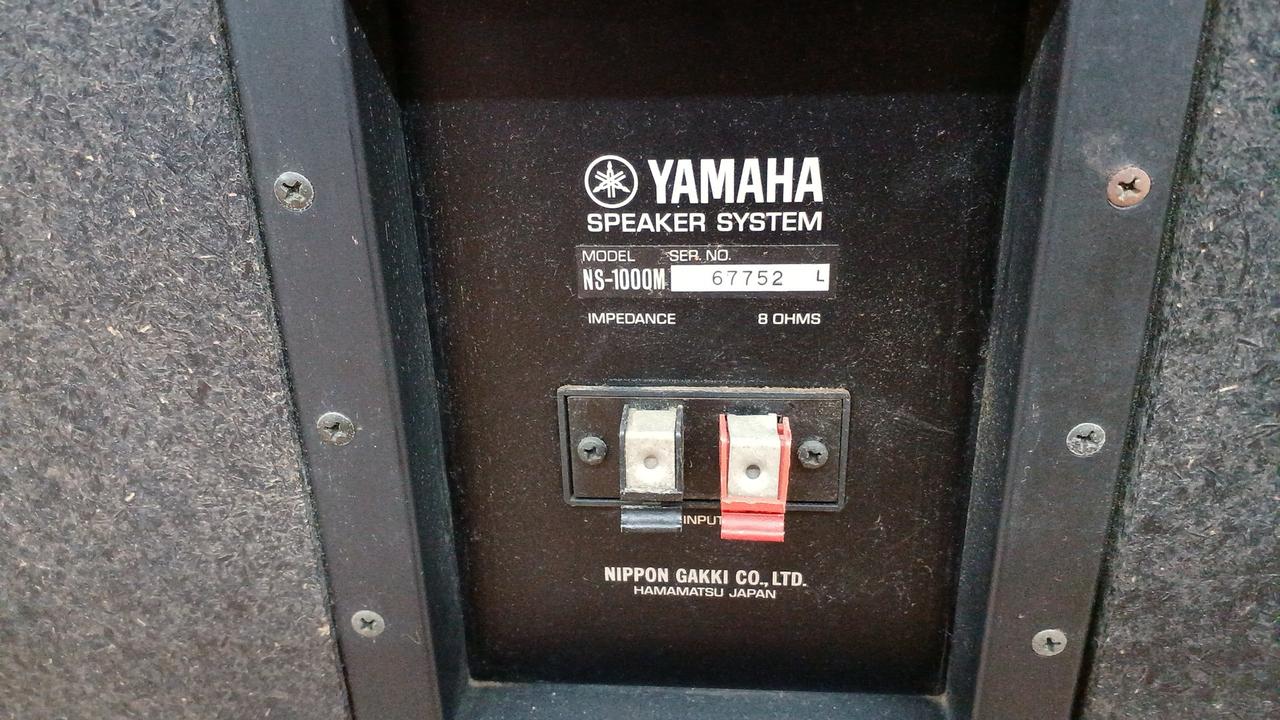 YAMAHA
SPEAKER SYSTEM
MODEL SER. NO.
NS-1000M 67752 L
IMPEDANCE 8 OHMS
INPUT
NIPPON GAKKI CO., LTD.
HAMAMATSU JAPAN